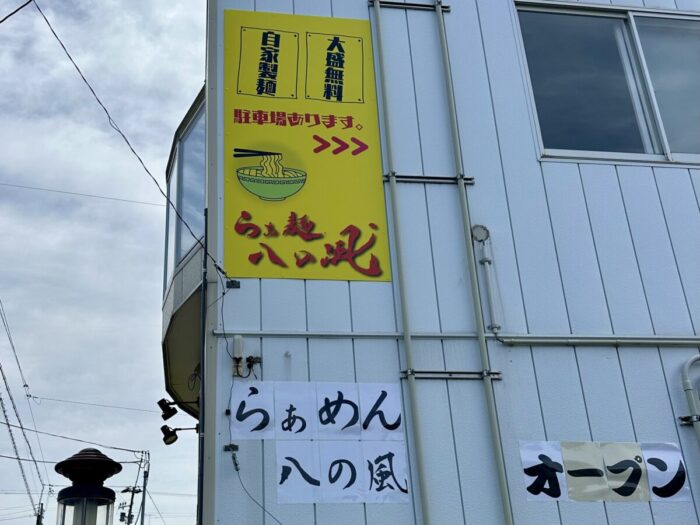 大盛無料
自家製麺
駐車場あります。
>>>
らぁ麺
八の風
らぁめん
八の風
オープン